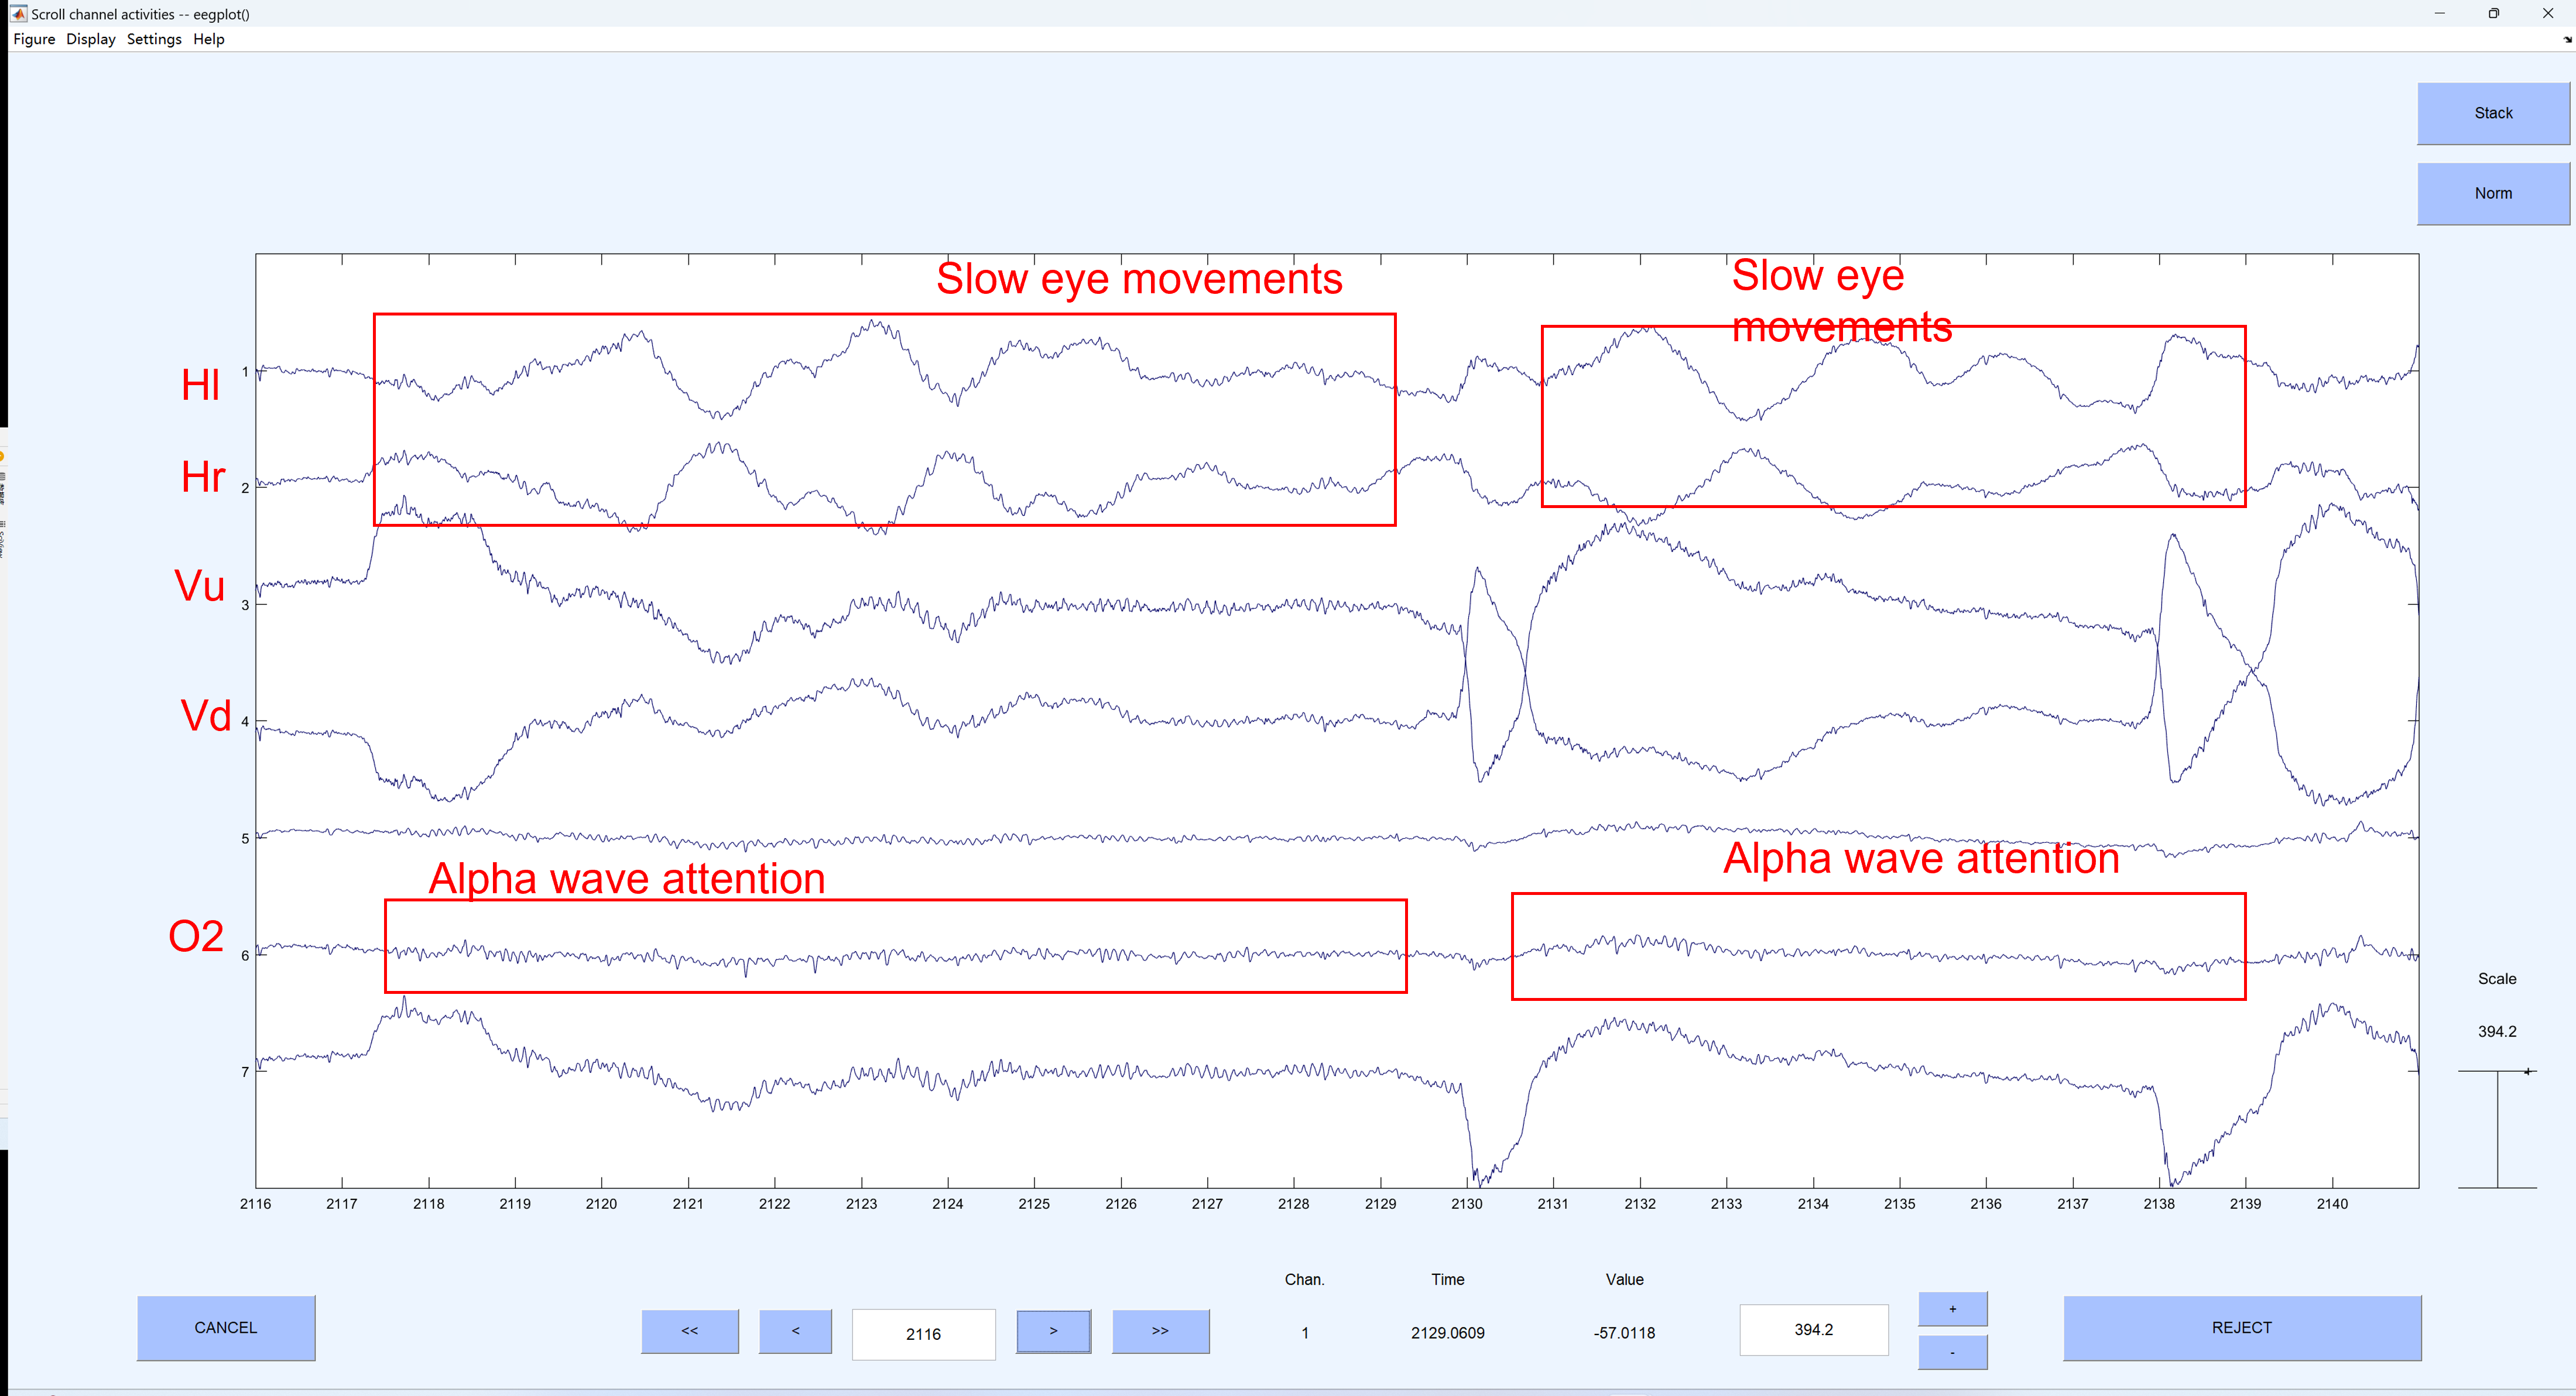 Scroll channel activities -- eegplot()
Figure Display Settings Help
Stack
Norm
Slow eye movements
Slow eye
movements
Hl
1
Hr
2
Vu
3
Vd
4
5
Alpha wave attention
Alpha wave attention
O2
6
7
Scale
394.2
2116 2117 2118 2119 2120 2121 2122 2123 2124 2125 2126 2127 2128 2129 2130 2131 2132 2133 2134 2135 2136 2137 2138 2139 2140
Chan. Time Value
CANCEL << < 2116 > >> 1 2129.0609 -57.0118 394.2 + - REJECT